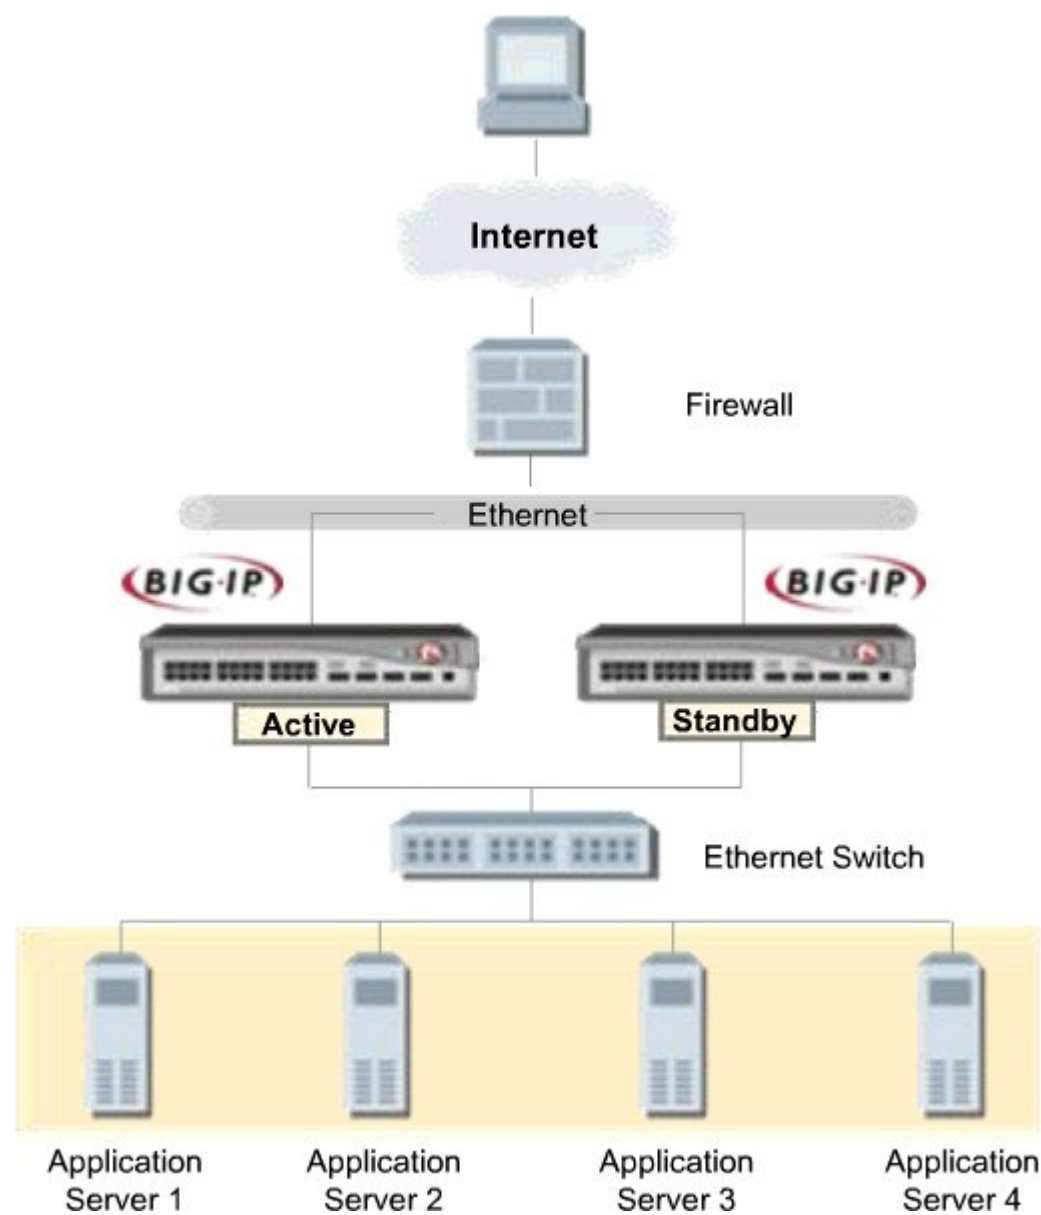 Internet
Firewall
Ethernet
BIG·IP
BIG·IP
Active
Standby
Ethernet Switch
Application
Server 1
Application
Server 2
Application
Server 3
Application
Server 4